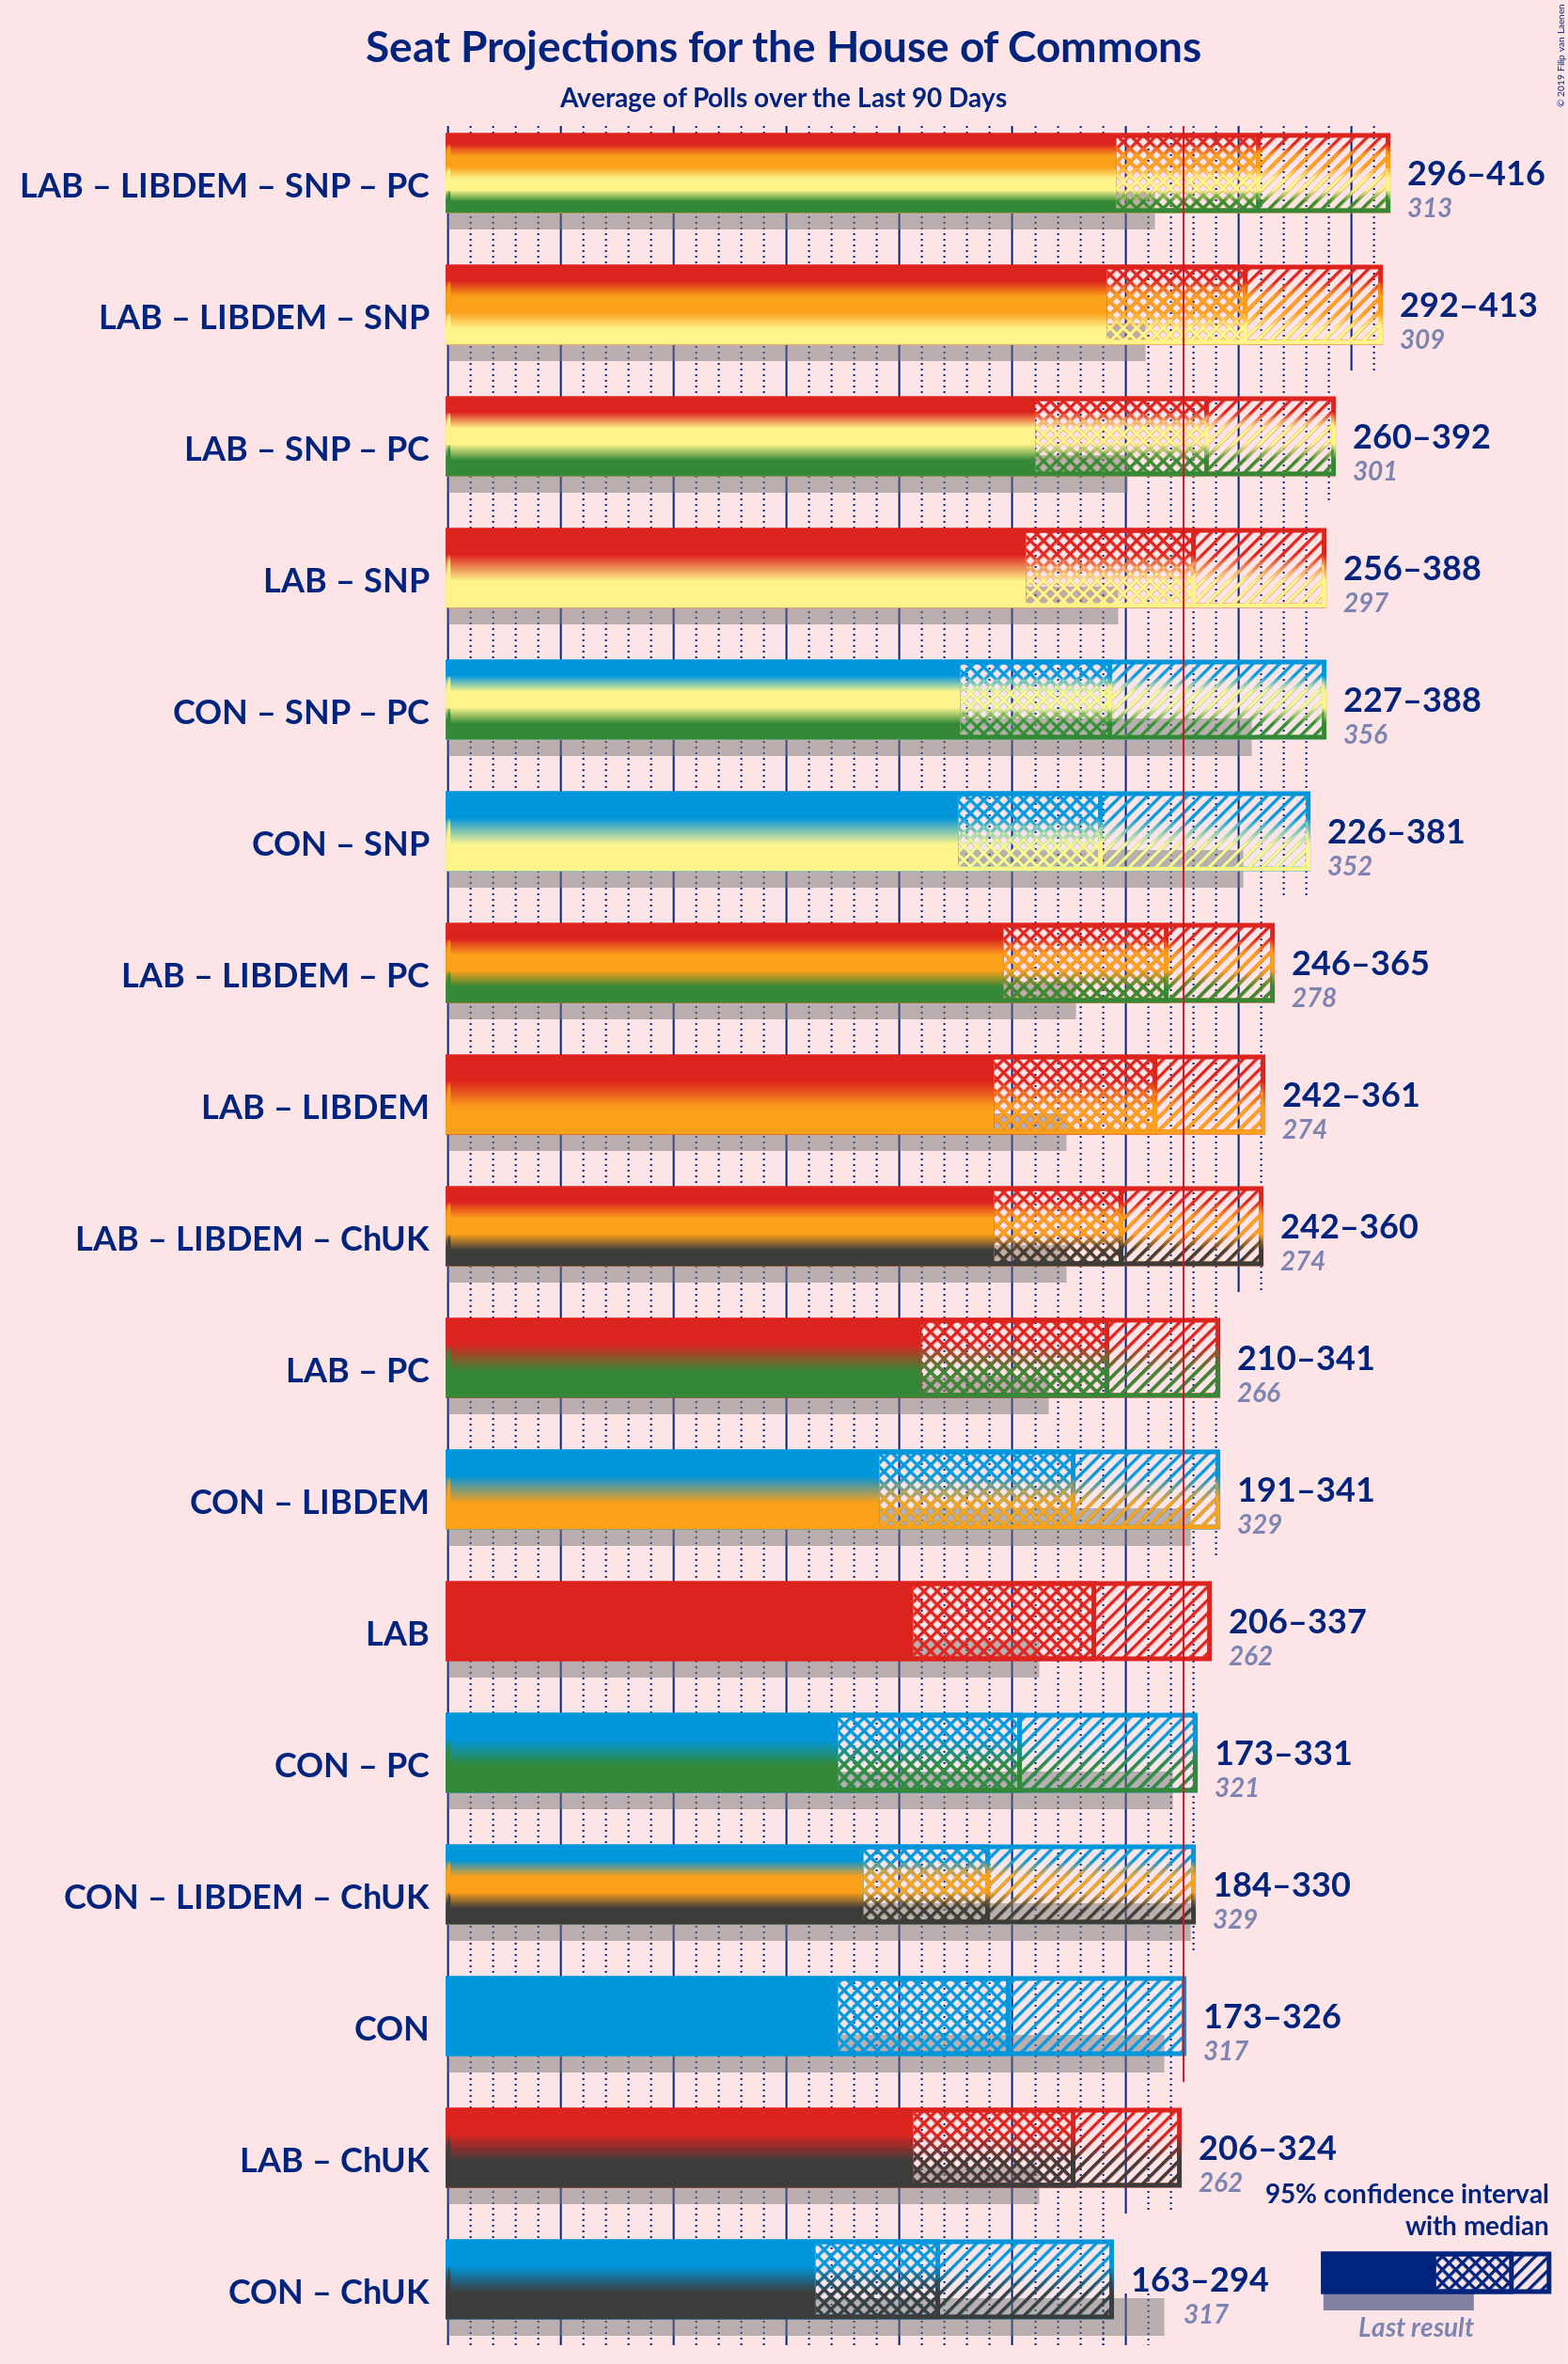 © 2019 Filip van Laenen
Seat Projections for the House of Commons
Average of Polls over the Last 90 Days
LAB – LIBDEM – SNP – PC
296–416
313
LAB – LIBDEM – SNP
292–413
309
LAB – SNP – PC
260–392
301
LAB – SNP
256–388
297
CON – SNP – PC
227–388
356
CON – SNP
226–381
352
LAB – LIBDEM – PC
246–365
278
LAB – LIBDEM
242–361
274
LAB – LIBDEM – ChUK
242–360
274
LAB – PC
210–341
266
CON – LIBDEM
191–341
329
LAB
206–337
262
CON – PC
173–331
321
CON – LIBDEM – ChUK
184–330
329
CON
173–326
317
LAB – ChUK
206–324
262
CON – ChUK
163–294
317
95% confidence interval
with median
Last result